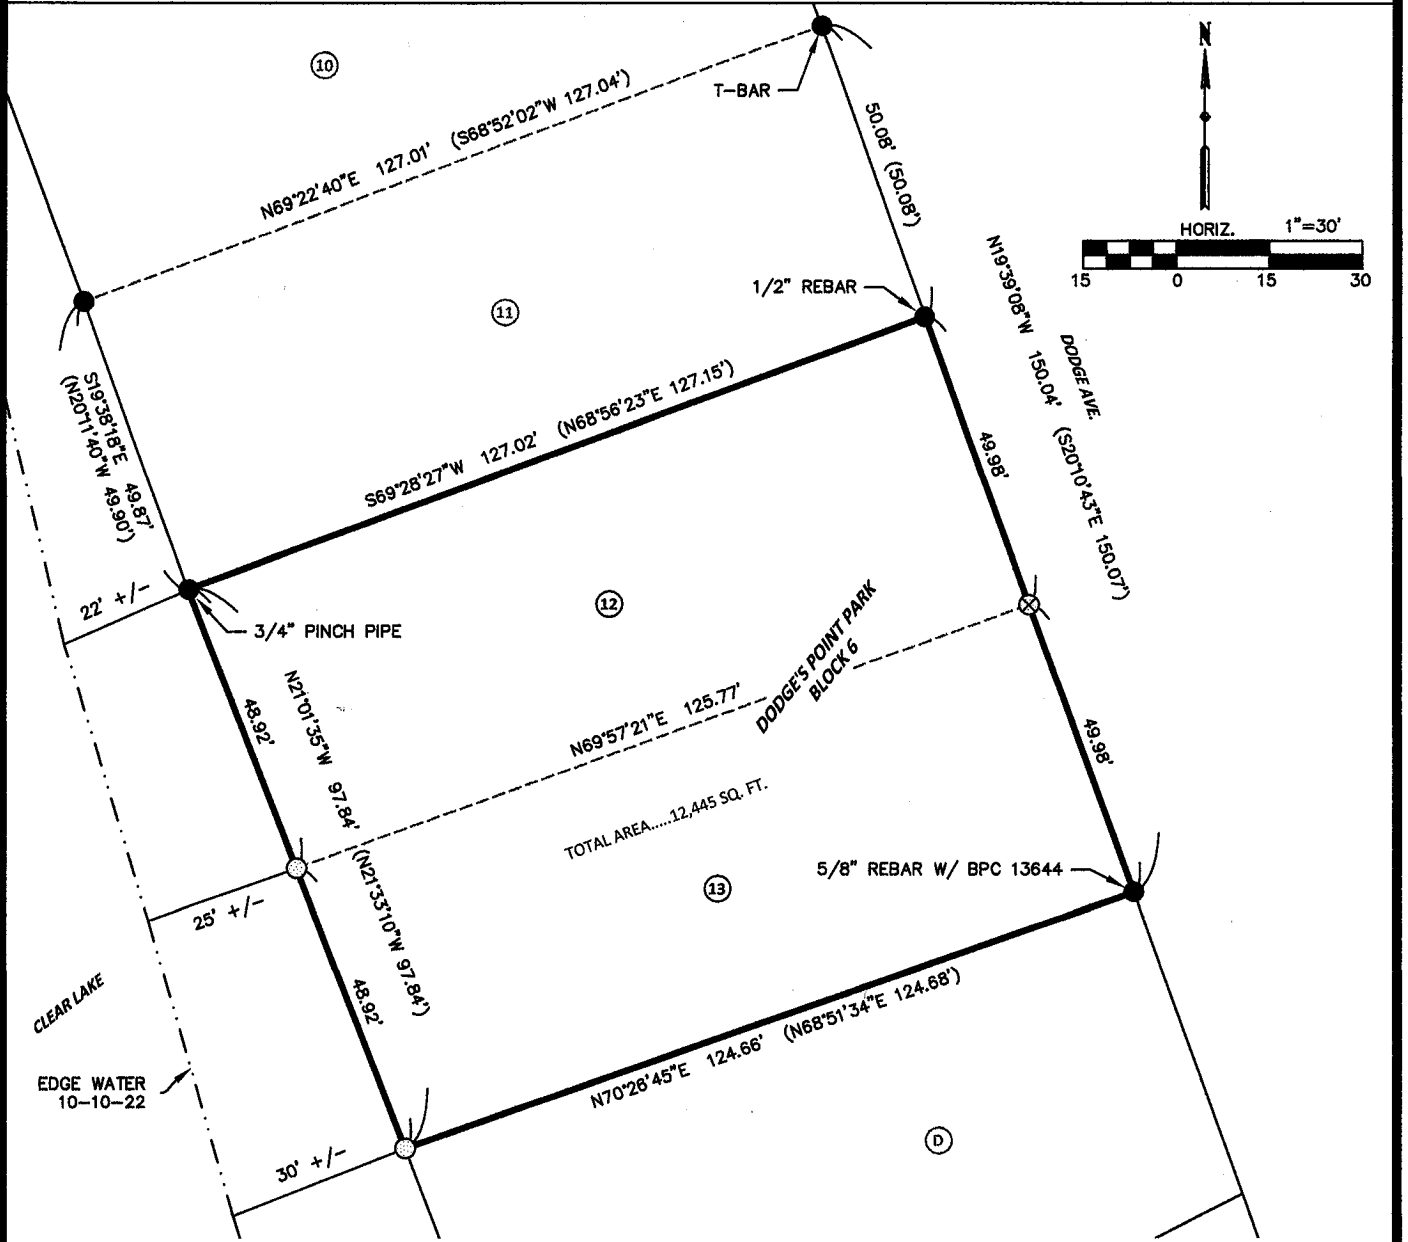 N
HORIZ. 1"=30'
15 0 15 30
10
T-BAR
N69°22'40"E 127.01' (S68°52'02"W 127.04')
50.08' (50.08')
11
1/2" REBAR
N19°39'08"W 150.04' (S20°10'43"E 150.07')
DODGE AVE.
S19°38'18"E 49.87'
(N20°11'40"W 49.90')
S69°28'27"W 127.02' (N68°56'23"E 127.15')
49.98'
22' +/-
3/4" PINCH PIPE
12
DODGE'S POINT PARK
BLOCK 6
48.92'
N21°01'35"W 97.84'
(N21°33'10"W 97.84')
N69°57'21"E 125.77'
49.98'
TOTAL AREA.....12,445 SQ. FT.
13
5/8" REBAR W/ BPC 13644
25' +/-
48.92'
CLEAR LAKE
EDGE WATER
10-10-22
N70°26'45"E 124.66' (N68°51'34"E 124.68')
30' +/-
D